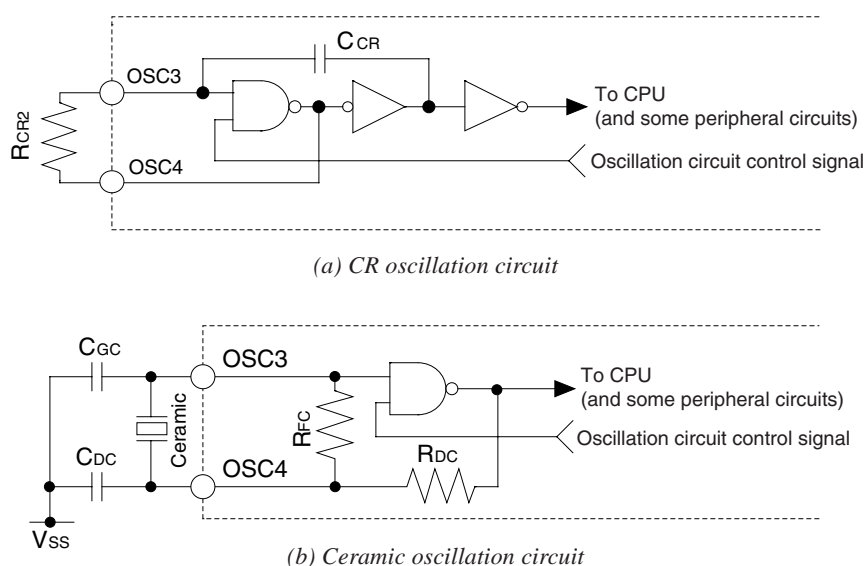 CCR
OSC3
RCR2
To CPU
(and some peripheral circuits)
OSC4
Oscillation circuit control signal
(a) CR oscillation circuit
CGC
OSC3
To CPU
(and some peripheral circuits)
Ceramic
RFC
Oscillation circuit control signal
CDC
OSC4
RDC
VSS
(b) Ceramic oscillation circuit